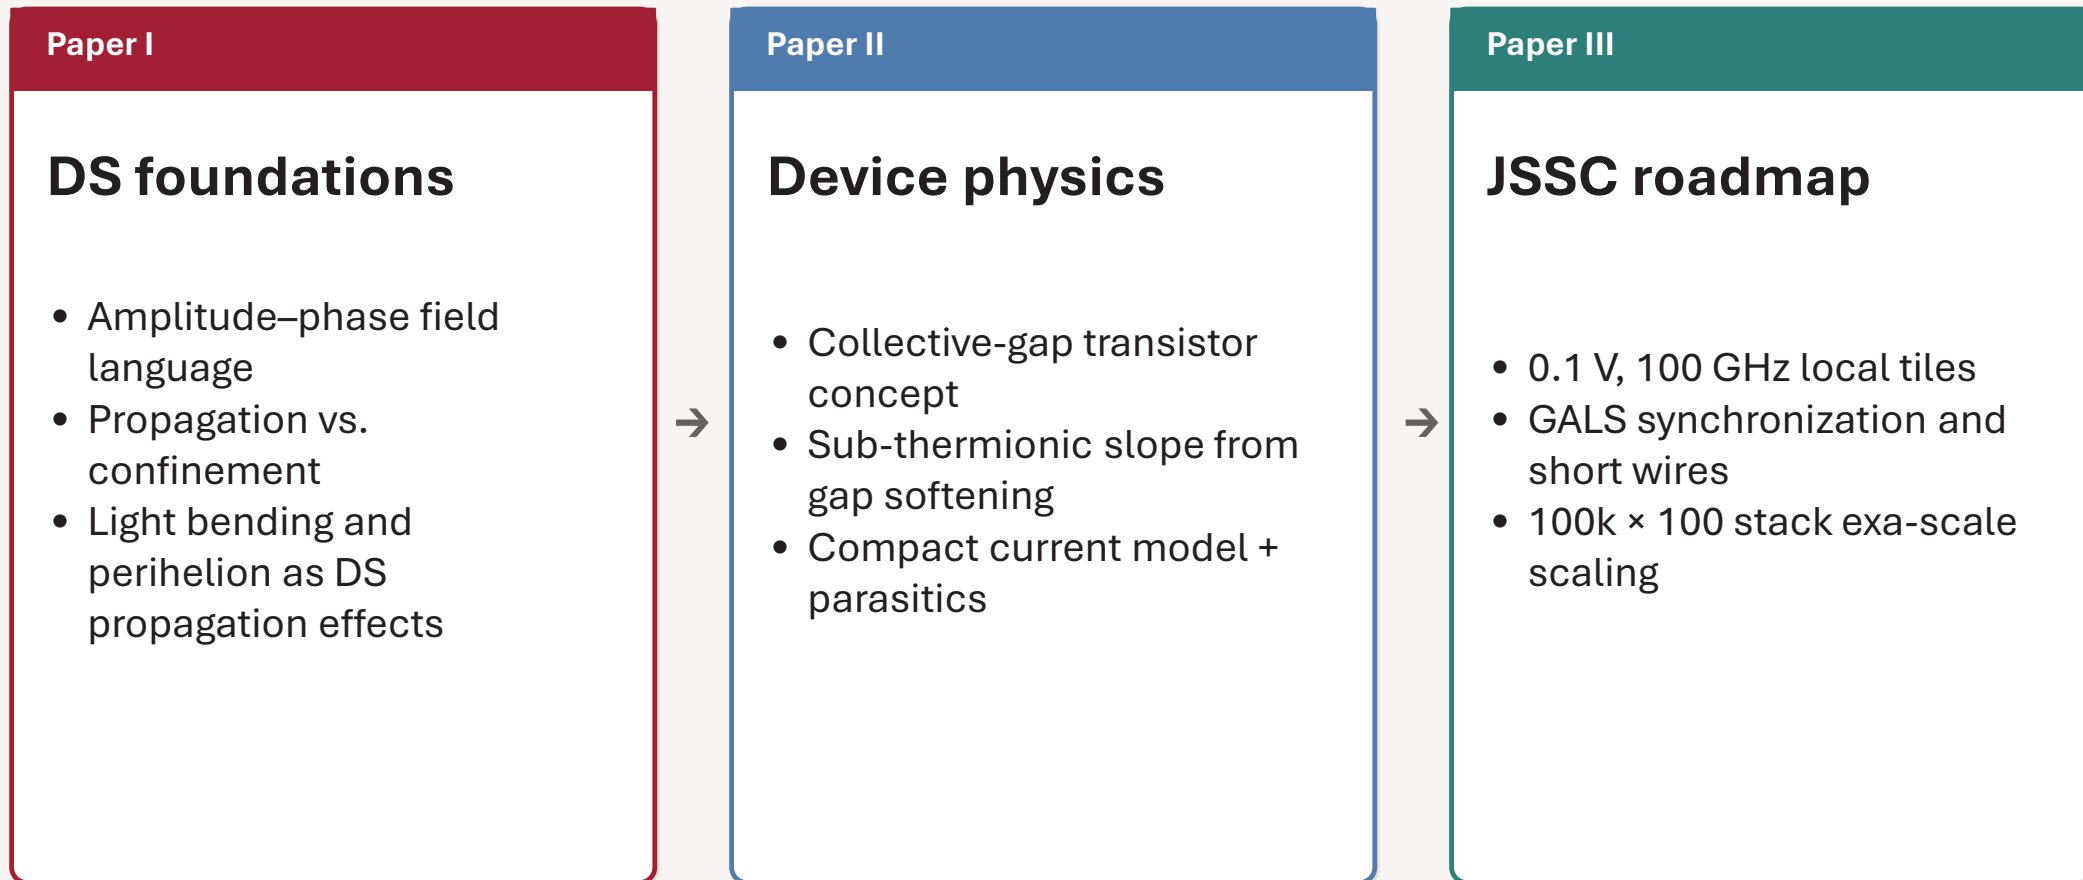 Paper I
DS foundations
• Amplitude–phase field
language
• Propagation vs.
confinement
• Light bending and
perihelion as DS
propagation effects
→
Paper II
Device physics
• Collective-gap transistor
concept
• Sub-thermionic slope from
gap softening
• Compact current model +
parasitics
→
Paper III
JSSC roadmap
• 0.1 V, 100 GHz local tiles
• GALS synchronization and
short wires
• 100k × 100 stack exa-scale
scaling